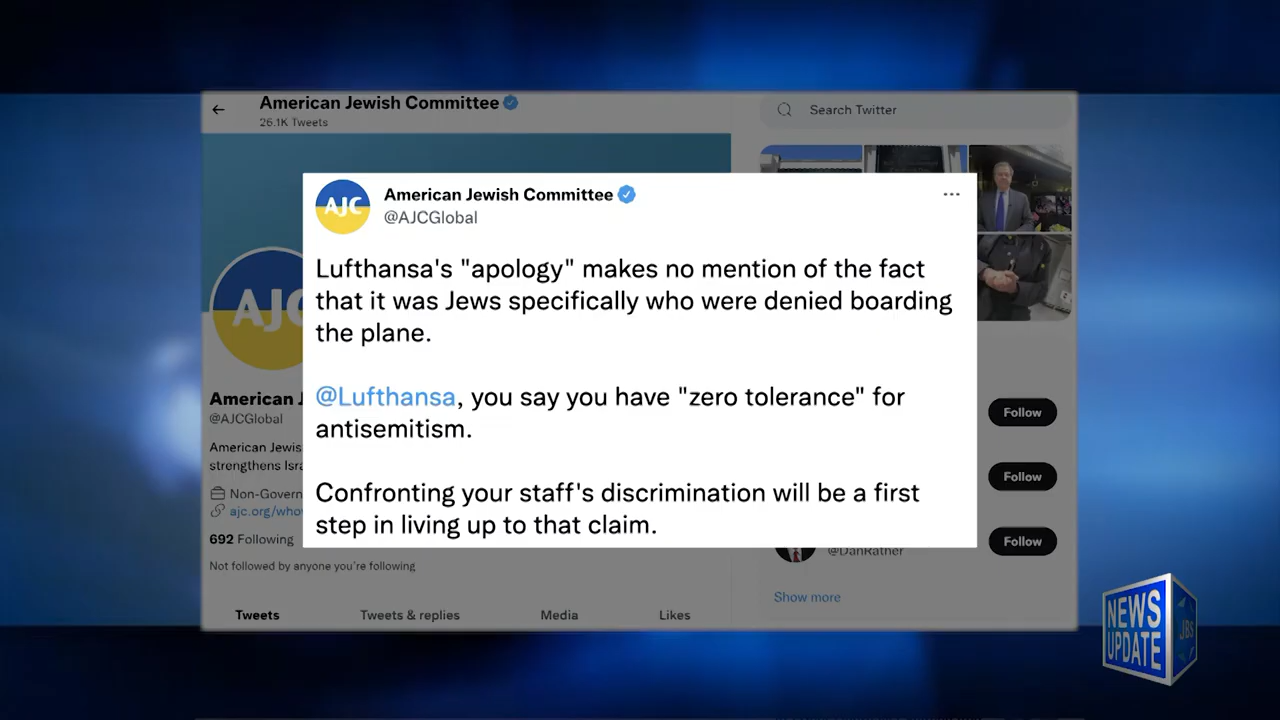 American Jewish Committee
26.1K Tweets
Search Twitter
AJC
American Jewish Committee
@AJCGlobal
Lufthansa's "apology" makes no mention of the fact
that it was Jews specifically who were denied boarding
the plane.
@Lufthansa, you say you have "zero tolerance" for
antisemitism.
Confronting your staff's discrimination will be a first
step in living up to that claim.
AJC
American J
@AJCGlobal
American Jewis
strengthens Isra
Non-Govern
ajc.org/who
692 Following
Not followed by anyone you're following
Tweets
Tweets & replies
Media
Likes
Follow
Follow
Follow
@DanRather
Show more
NEWS
UPDATE
JBS